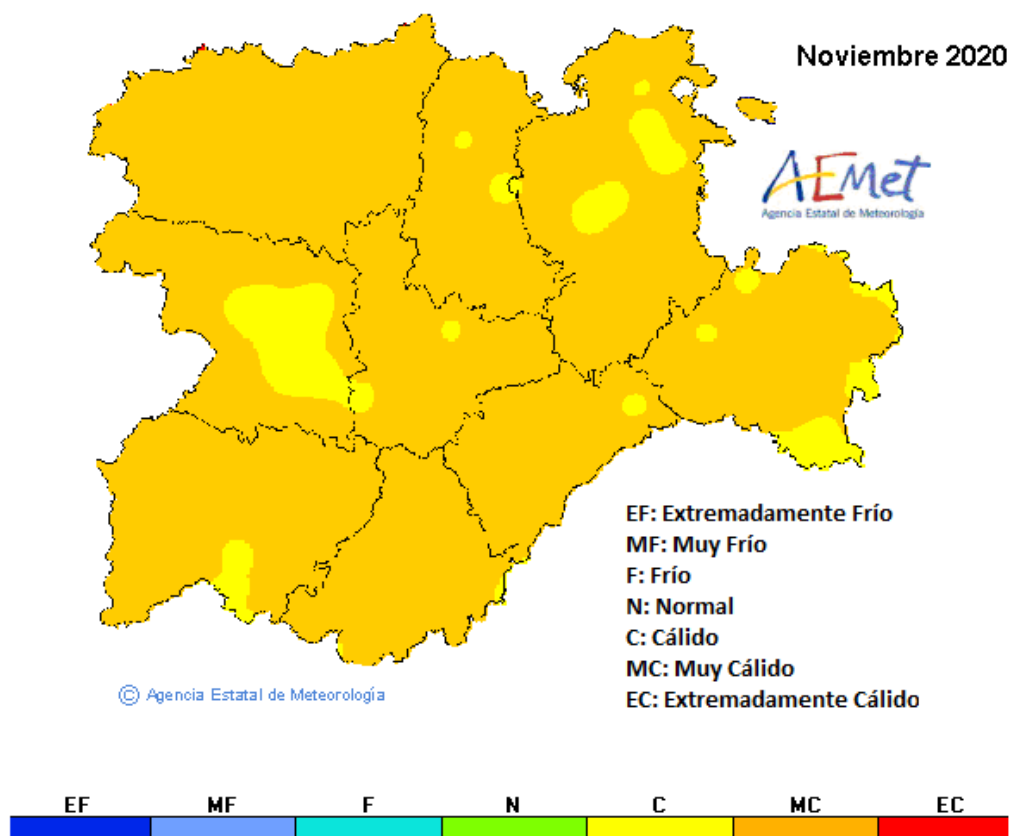 Noviembre 2020
AEMet
Agencia Estatal de Meteorología
EF: Extremadamente Frío
MF: Muy Frío
F: Frío
N: Normal
C: Cálido
MC: Muy Cálido
EC: Extremadamente Cálido
© Agencia Estatal de Meteorología
EF MF F N C MC EC